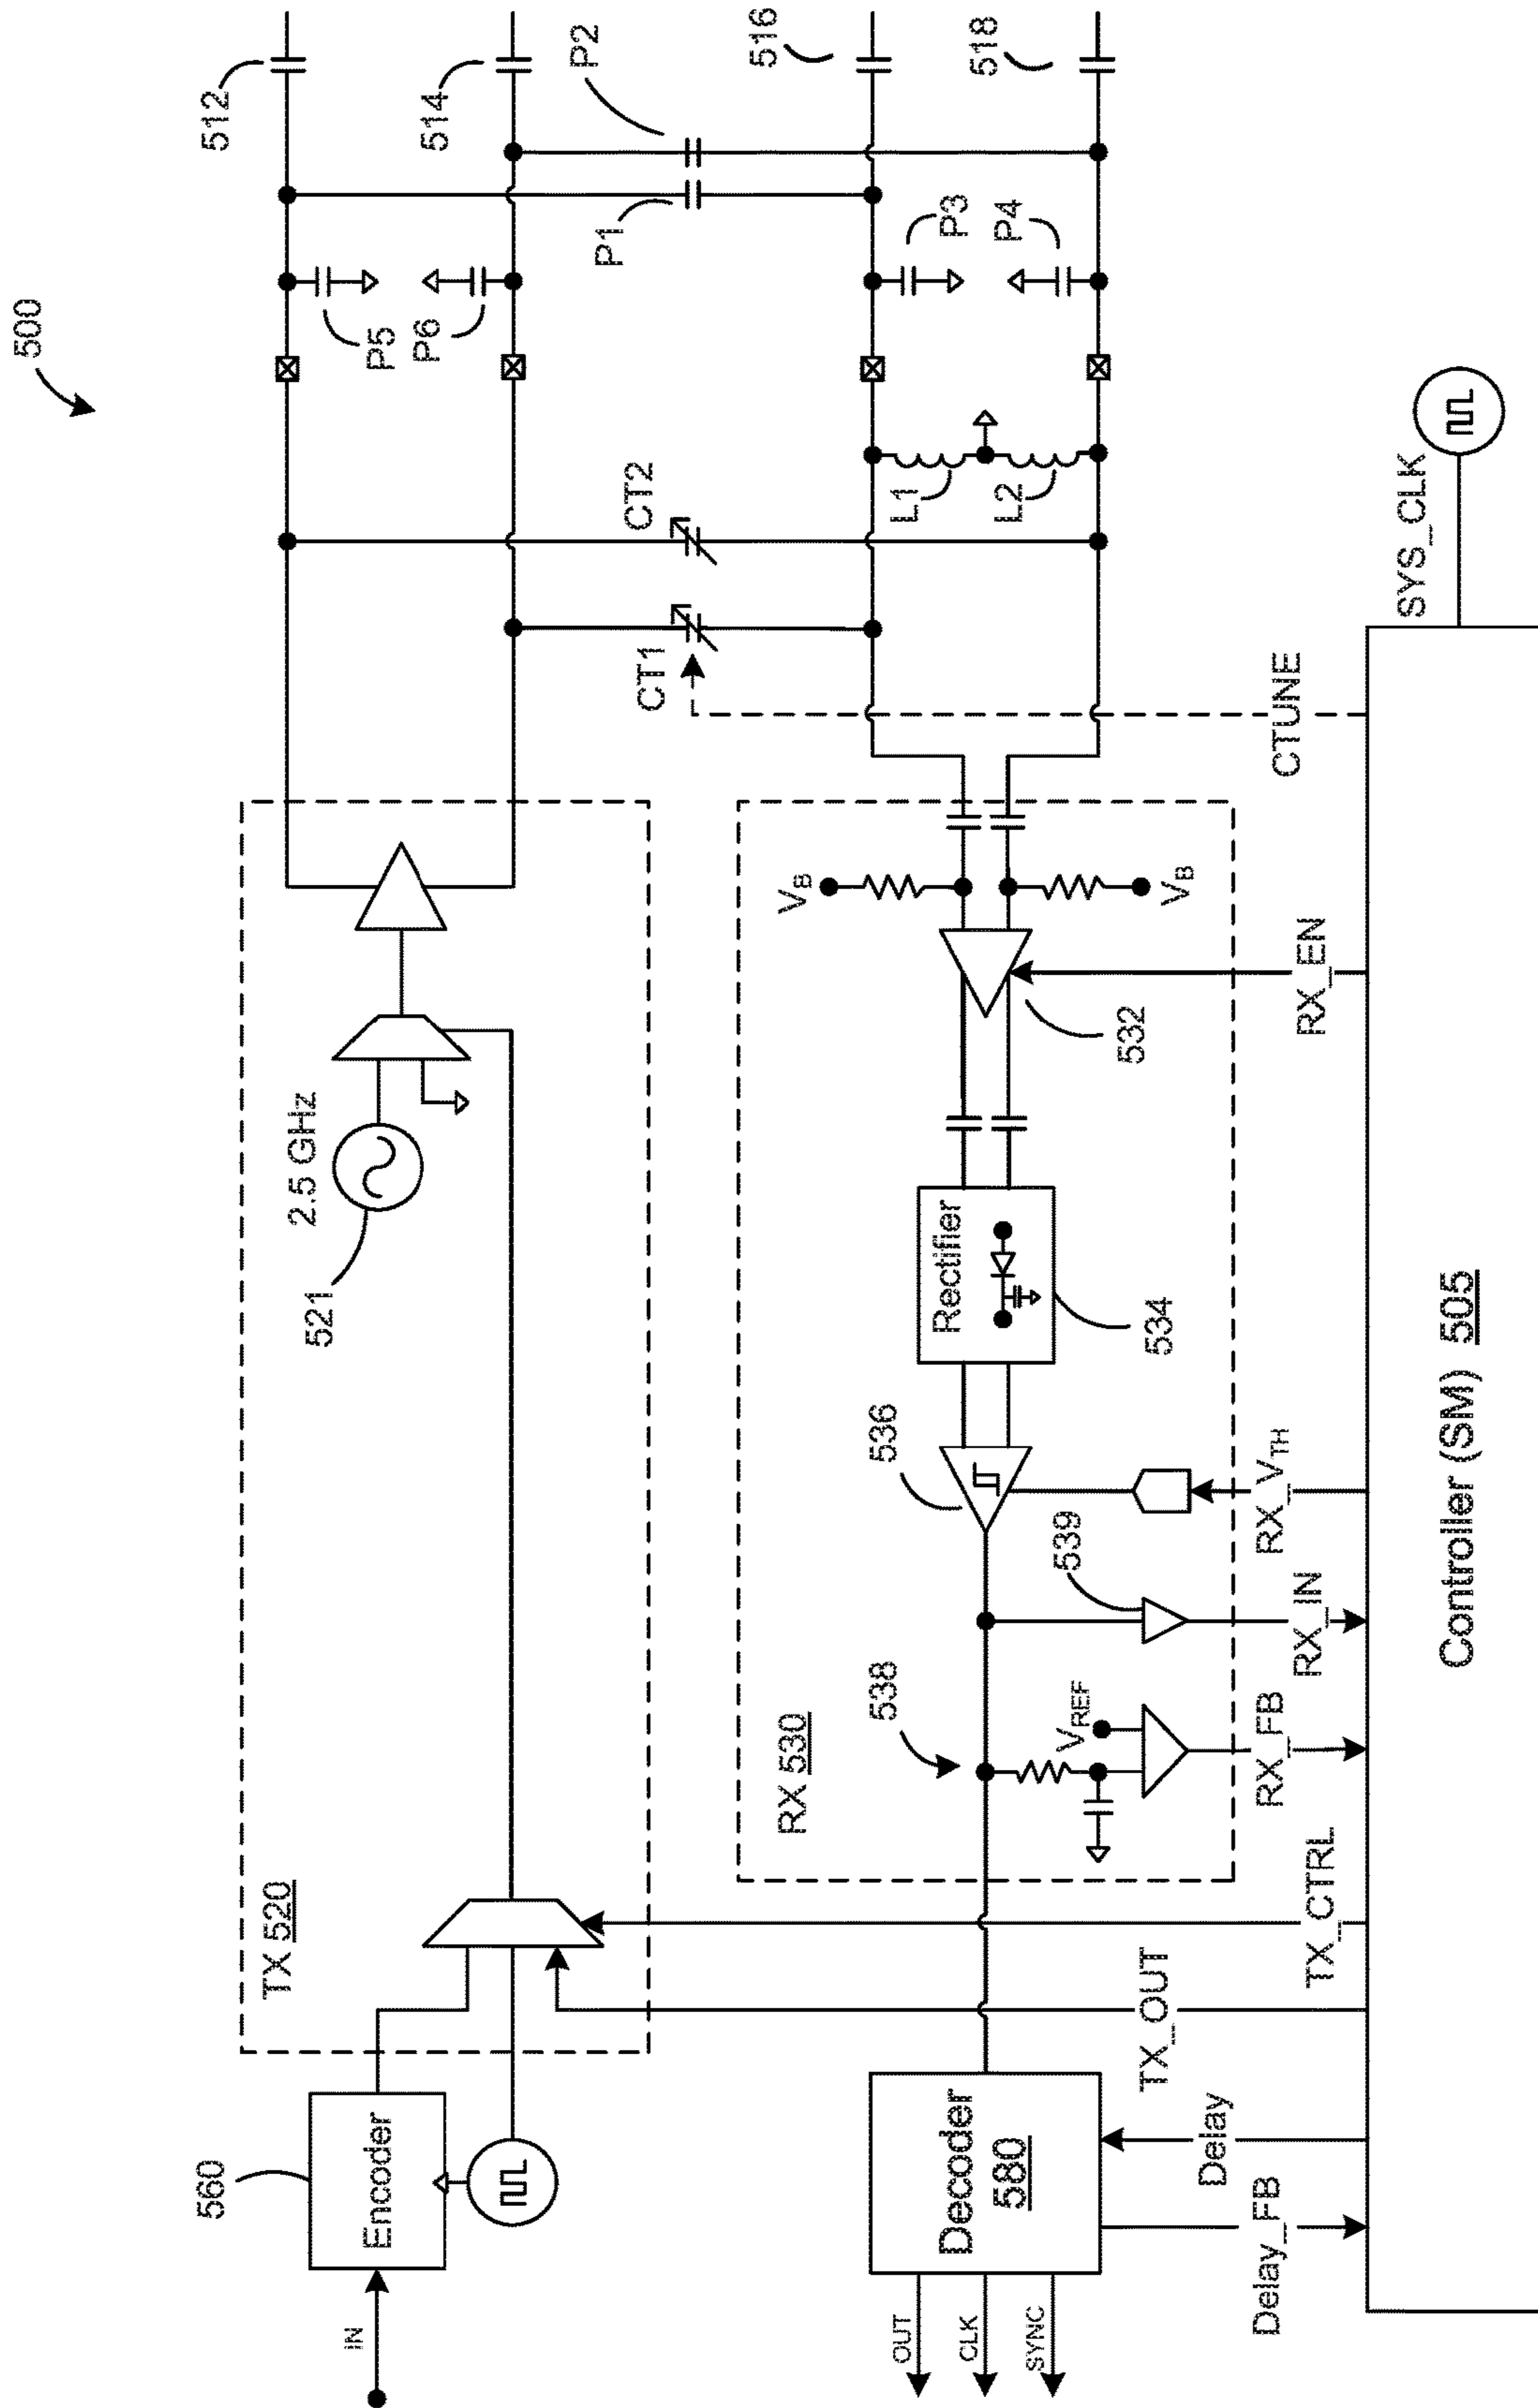 500
512
514
P2
516
518
P1
P5
P6
P3
P4
CT2
CT1
L1
L2
SYS_CLK
CTUNE
TX 520
2.5 GHz
521
560
Encoder
IN
RX 530
V_B
V_B
532
RX_EN
Rectifier
534
536
538
539
V_REF
RX_V_TH
RX_IN
RX_FB
TX_CTRL
TX_OUT
Decoder
580
Delay
Delay_FB
OUT
CLK
SYNC
Controller (SM) 505